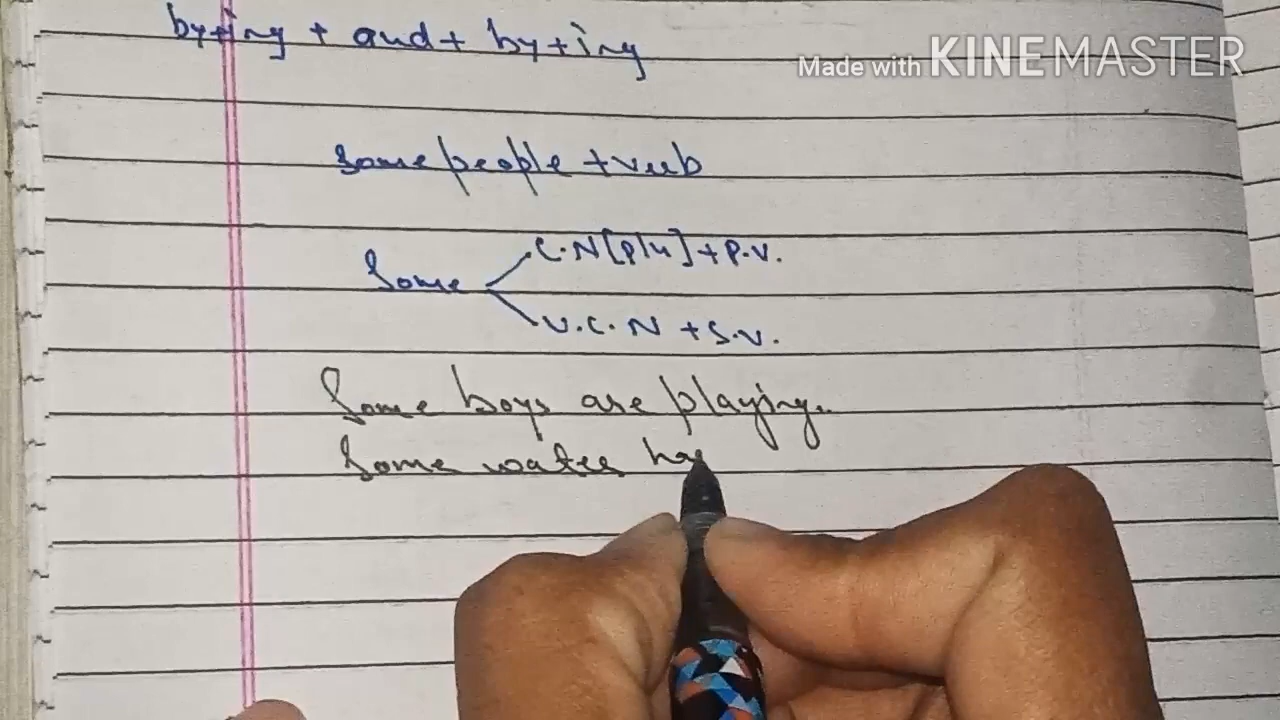 by+ing + and + by+ing
Made with KINEMASTER
Some people + verb
Some
C.N [Plu] + P.V.
U.C.N + S.V.
Some boys are playing.
Some water has